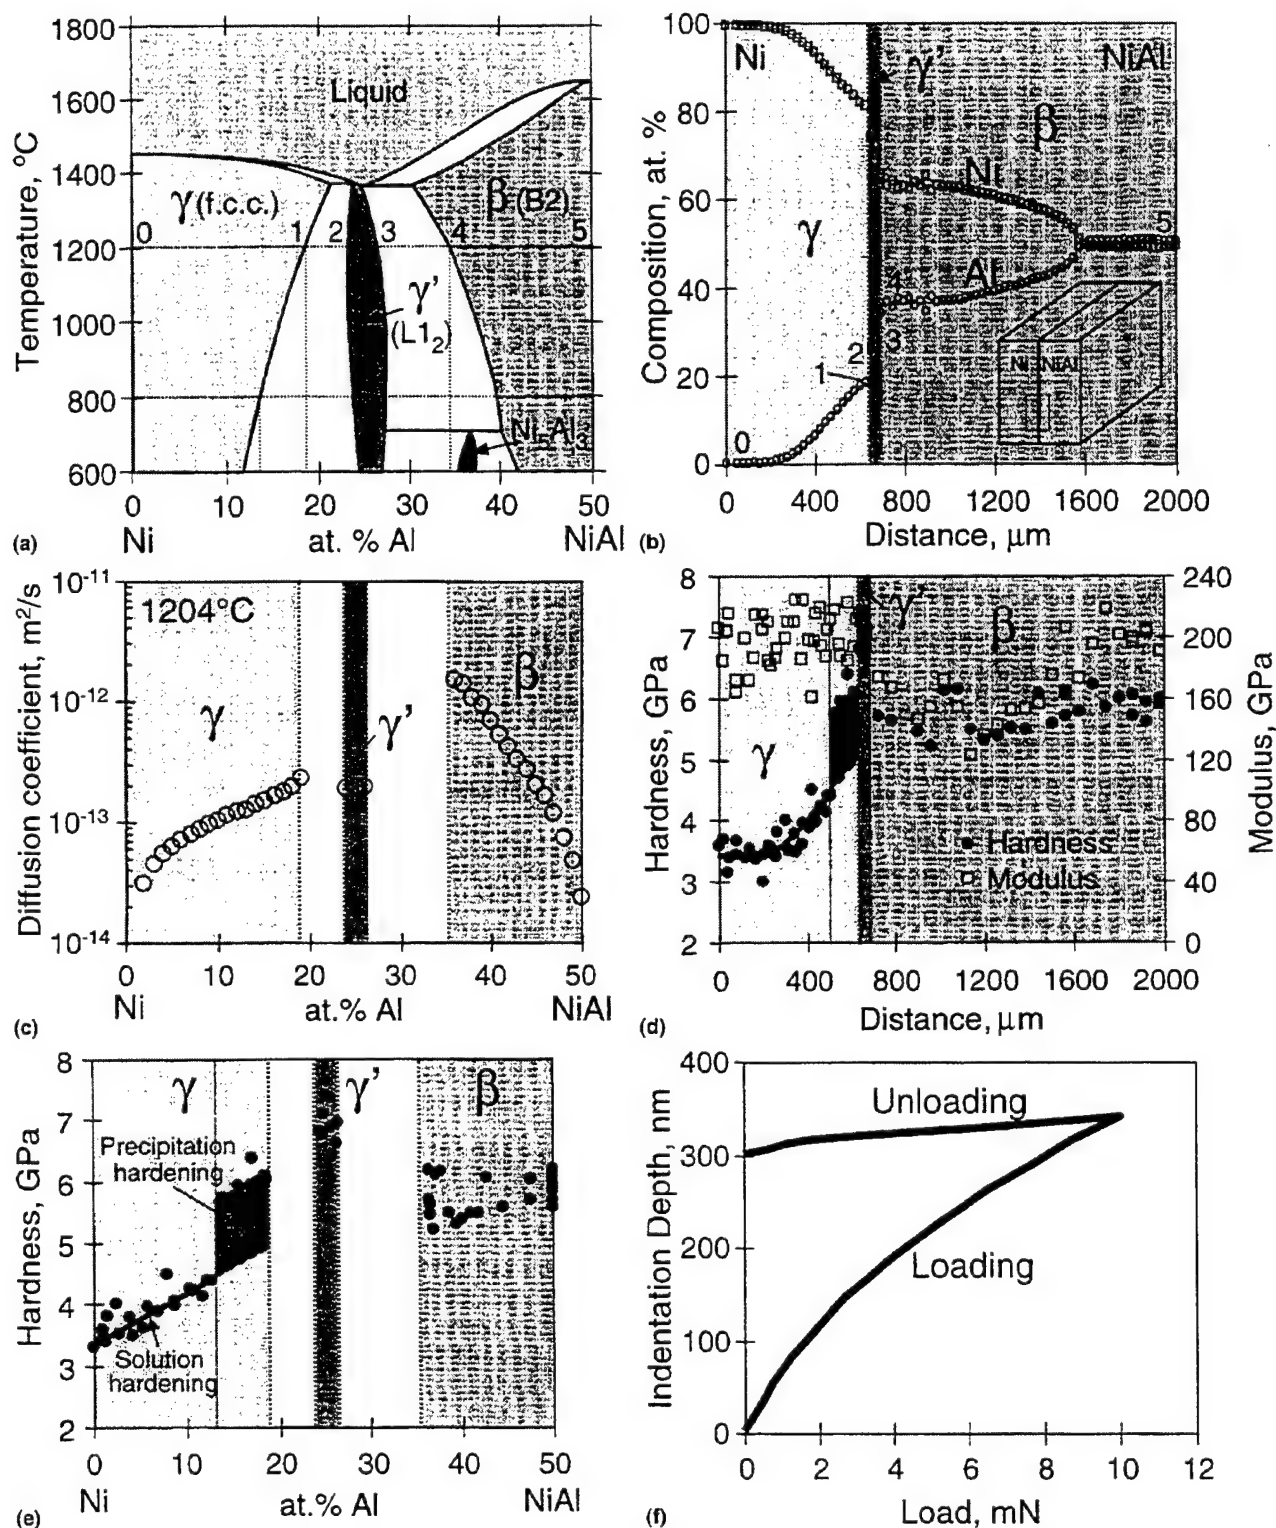 1800
1600
1400
1200
1000
800
600
Temperature, ºC
Liquid
γ(f.c.c.)
β(B2)
0 1 2 3 4 5
γ'
(L1₂)
Ni₅Al₃
0 10 20 30 40 50
(a) Ni at. % Al NiAl
100
80
60
40
20
0
Composition, at. %
Ni γ' NiAl
β
Ni
γ
Al
5
4
3
2
1
0
Ni NiAl
0 400 800 1200 1600 2000
(b) Distance, μm
10⁻¹¹
10⁻¹²
10⁻¹³
10⁻¹⁴
Diffusion coefficient, m²/s
1204ºC
γ
γ'
β
0 10 20 30 40 50
Ni at.% Al NiAl
(c)
8
7
6
5
4
3
2
Hardness, GPa
240
200
160
120
80
40
0
Modulus, GPa
γ'
β
γ
Hardness
Modulus
0 400 800 1200 1600 2000
(d) Distance, μm
8
7
6
5
4
3
2
Hardness, GPa
γ γ' β
Precipitation
hardening
Solution
hardening
0 10 20 30 40 50
(e) Ni at.% Al NiAl
400
300
200
100
0
Indentation Depth, nm
Unloading
Loading
0 2 4 6 8 10 12
(f) Load, mN